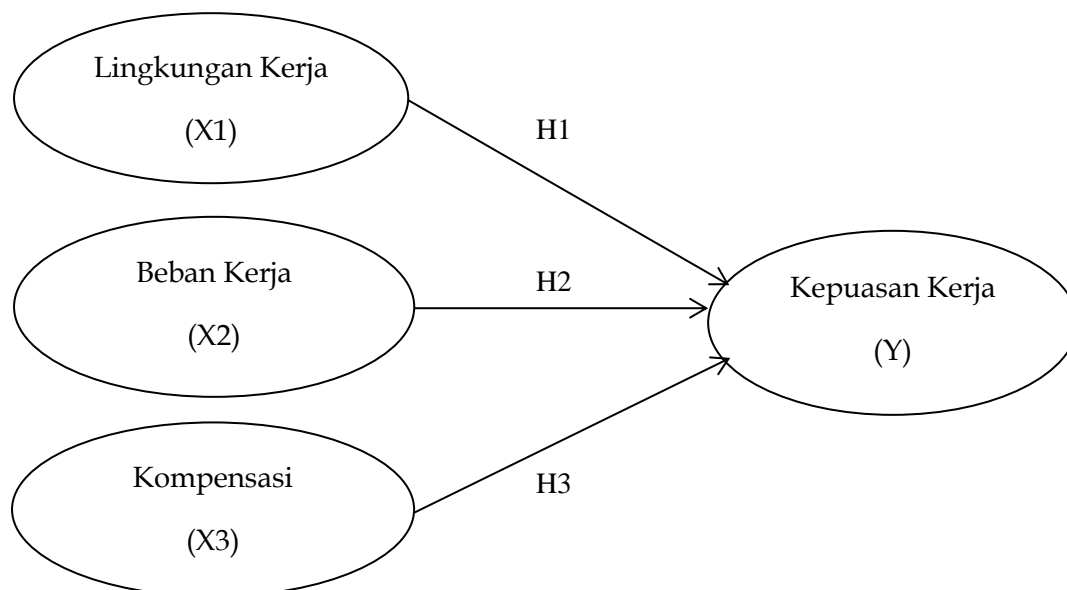 Lingkungan Kerja
(X1)
H1
Beban Kerja
(X2)
H2
Kepuasan Kerja
(Y)
Kompensasi
(X3)
H3